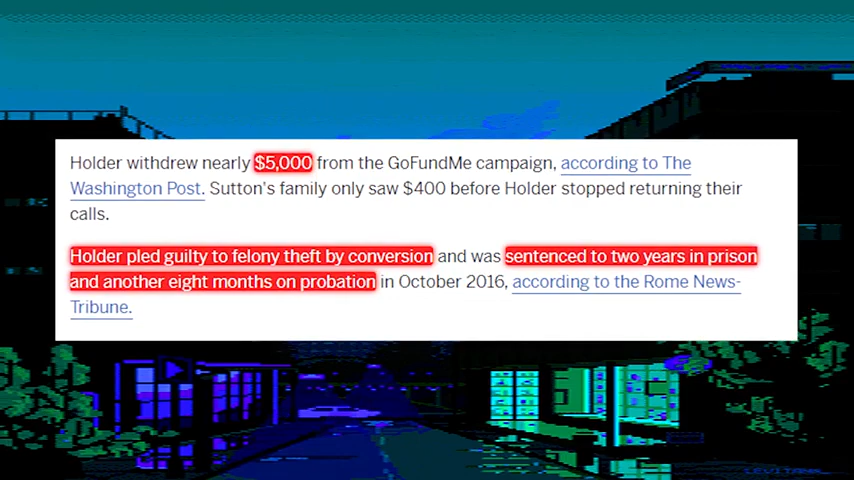 Holder withdrew nearly $5,000 from the GoFundMe campaign, according to The
Washington Post. Sutton's family only saw $400 before Holder stopped returning their
calls.
Holder pled guilty to felony theft by conversion and was sentenced to two years in prison
and another eight months on probation in October 2016, according to the Rome News-
Tribune.